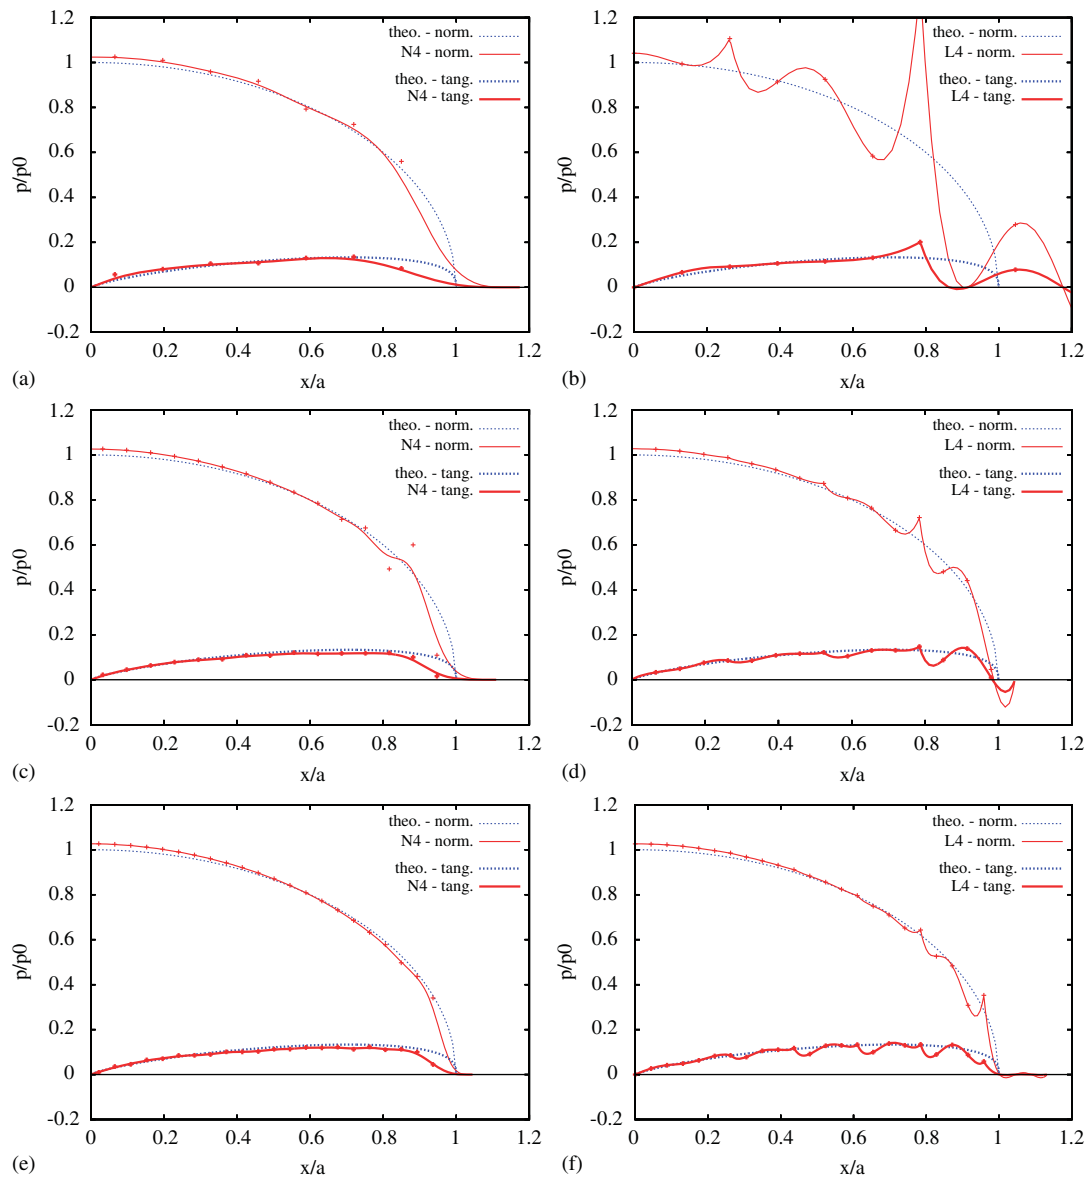 1.2
1
0.8
0.6
0.4
0.2
0
-0.2
p/p0
theo. - norm.
N4 - norm.
theo. - tang.
N4 - tang.
0 0.2 0.4 0.6 0.8 1 1.2
(a)
x/a
1.2
1
0.8
0.6
0.4
0.2
0
-0.2
p/p0
theo. - norm.
L4 - norm.
theo. - tang.
L4 - tang.
0 0.2 0.4 0.6 0.8 1 1.2
(b)
x/a
1.2
1
0.8
0.6
0.4
0.2
0
-0.2
p/p0
theo. - norm.
N4 - norm.
theo. - tang.
N4 - tang.
0 0.2 0.4 0.6 0.8 1 1.2
(c)
x/a
1.2
1
0.8
0.6
0.4
0.2
0
-0.2
p/p0
theo. - norm.
L4 - norm.
theo. - tang.
L4 - tang.
0 0.2 0.4 0.6 0.8 1 1.2
(d)
x/a
1.2
1
0.8
0.6
0.4
0.2
0
-0.2
p/p0
theo. - norm.
N4 - norm.
theo. - tang.
N4 - tang.
0 0.2 0.4 0.6 0.8 1 1.2
(e)
x/a
1.2
1
0.8
0.6
0.4
0.2
0
-0.2
p/p0
theo. - norm.
L4 - norm.
theo. - tang.
L4 - tang.
0 0.2 0.4 0.6 0.8 1 1.2
(f)
x/a